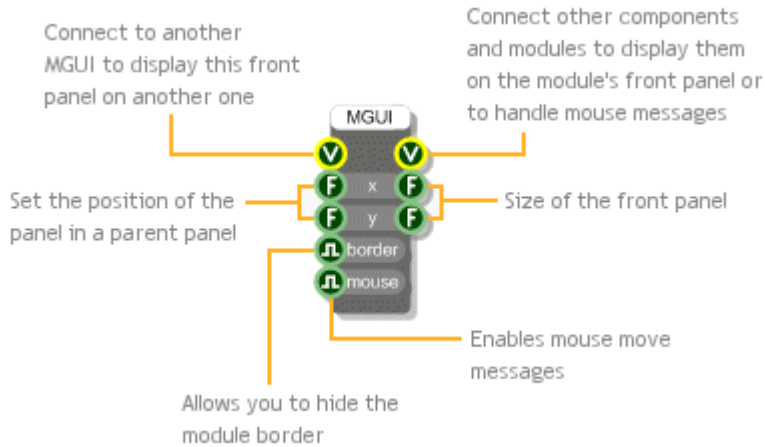 Connect to another
MGUI to display this front
panel on another one
Connect other components
and modules to display them
on the module's front panel or
to handle mouse messages
MGUI
V V
F x F
F y F
border
mouse
Set the position of the
panel in a parent panel
Size of the front panel
Enables mouse move
messages
Allows you to hide the
module border